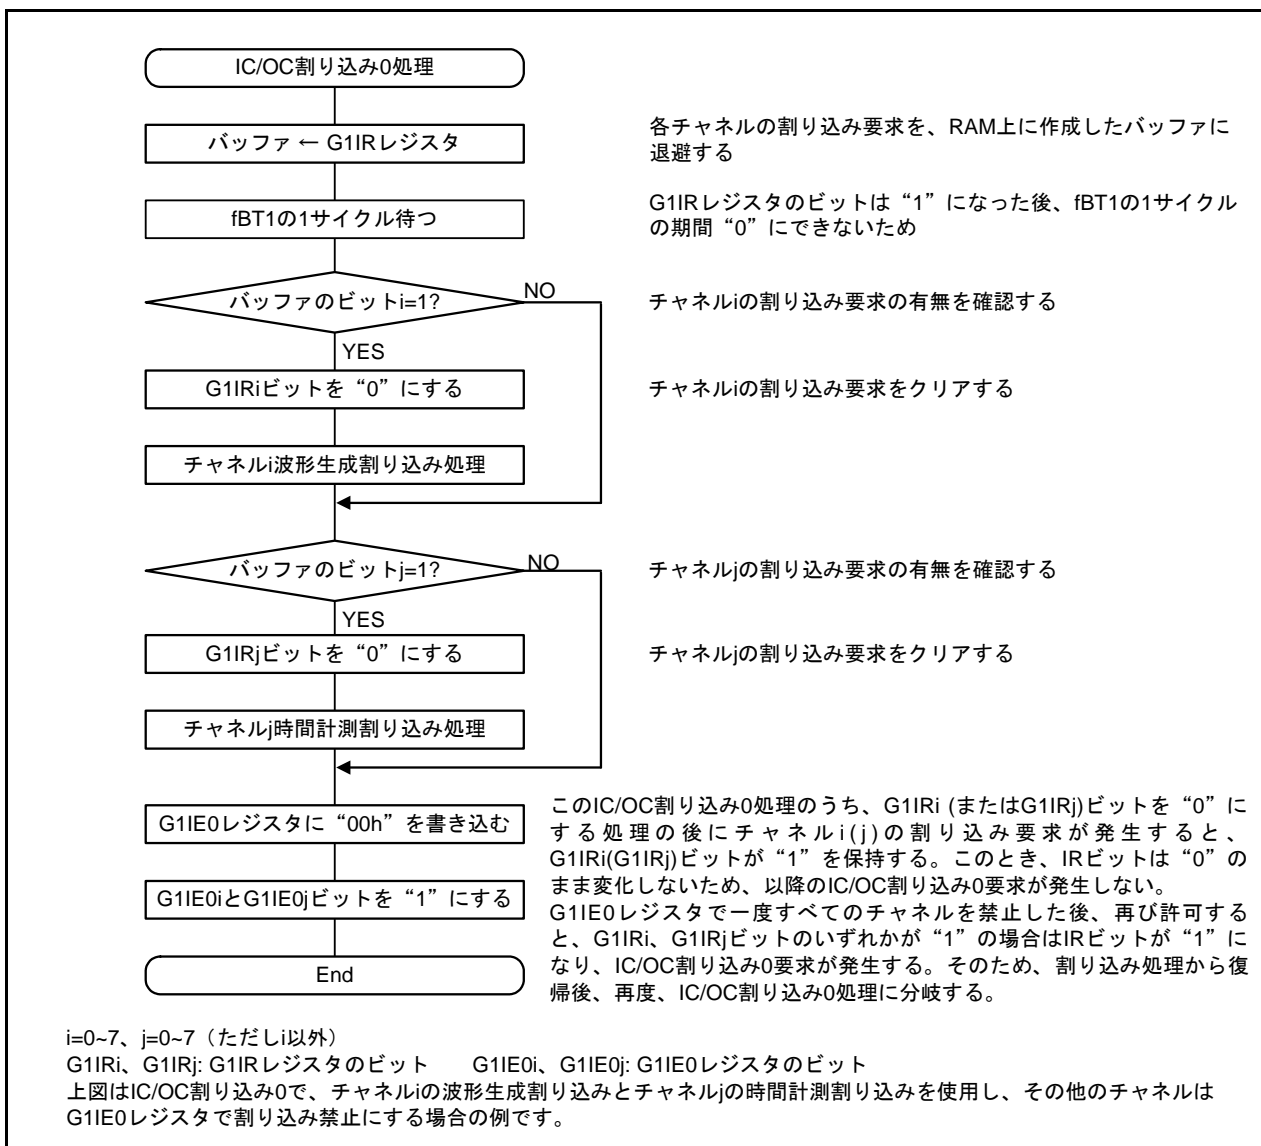 IC/OC割り込み0処理
バッファ ← G1IRレジスタ
各チャネルの割り込み要求を、RAM上に作成したバッファに
退避する
fBT1の1サイクル待つ
G1IRレジスタのビットは“1”になった後、fBT1の1サイクル
の期間“0”にできないため
バッファのビットi=1?
NO
チャネルiの割り込み要求の有無を確認する
YES
G1IRiビットを“0”にする
チャネルiの割り込み要求をクリアする
チャネルi波形生成割り込み処理
バッファのビットj=1?
NO
チャネルjの割り込み要求の有無を確認する
YES
G1IRjビットを“0”にする
チャネルjの割り込み要求をクリアする
チャネルj時間計測割り込み処理
G1IE0レジスタに“00h”を書き込む
G1IE0iとG1IE0jビットを“1”にする
End
このIC/OC割り込み0処理のうち、G1IRi (またはG1IRj)ビットを“0”に
する処理の後にチャネルi(j)の割り込み要求が発生すると、
G1IRi(G1IRj)ビットが“1”を保持する。このとき、IRビットは“0”の
まま変化しないため、以降のIC/OC割り込み0要求が発生しない。
G1IE0レジスタで一度すべてのチャネルを禁止した後、再び許可する
と、G1IRi、G1IRjビットのいずれかが“1”の場合はIRビットが“1”に
なり、IC/OC割り込み0要求が発生する。そのため、割り込み処理から復
帰後、再度、IC/OC割り込み0処理に分岐する。
i=0~7、j=0~7（ただしi以外）
G1IRi、G1IRj: G1IRレジスタのビット　　G1IE0i、G1IE0j: G1IE0レジスタのビット
上図はIC/OC割り込み0で、チャネルiの波形生成割り込みとチャネルjの時間計測割り込みを使用し、その他のチャネルは
G1IE0レジスタで割り込み禁止にする場合の例です。